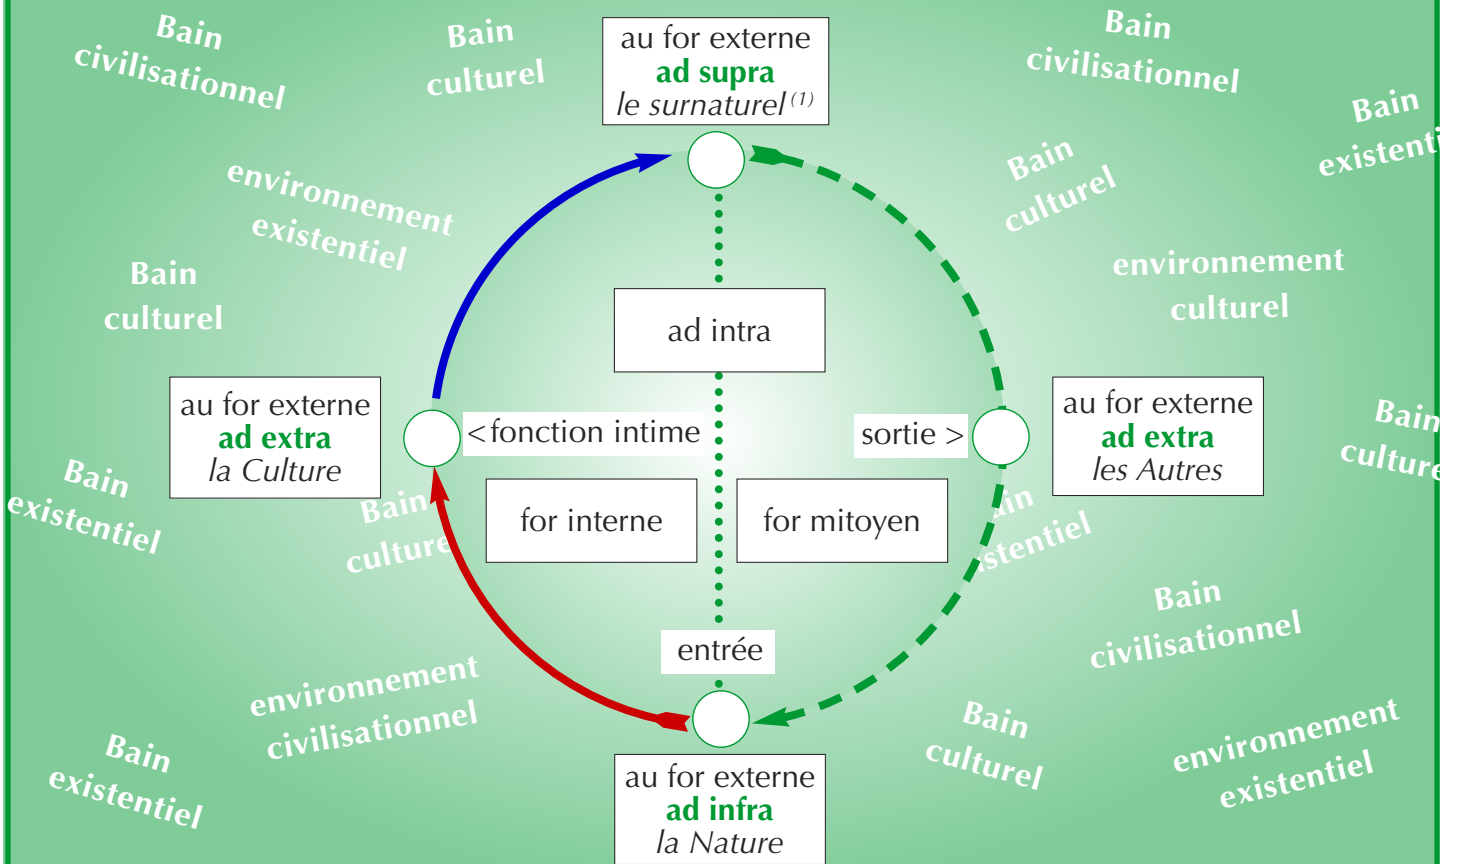 Bain
civilisationnel
Bain
culturel
au for externe
ad supra
le surnaturel (1)
Bain
civilisationnel
Bain
environnement
existentiel
Bain
culturel
Bain
culturel
environnement
culturel
ad intra
au for externe
ad extra
la Culture
<fonction intime
sortie >
au for externe
ad extra
les Autres
Bain
Bain
existentiel
Bain
for interne
for mitoyen
Bain
civilisationnel
entrée
environnement
civilisationnel
Bain
existentiel
Bain
culturel
environnement
existentiel
au for externe
ad infra
la Nature